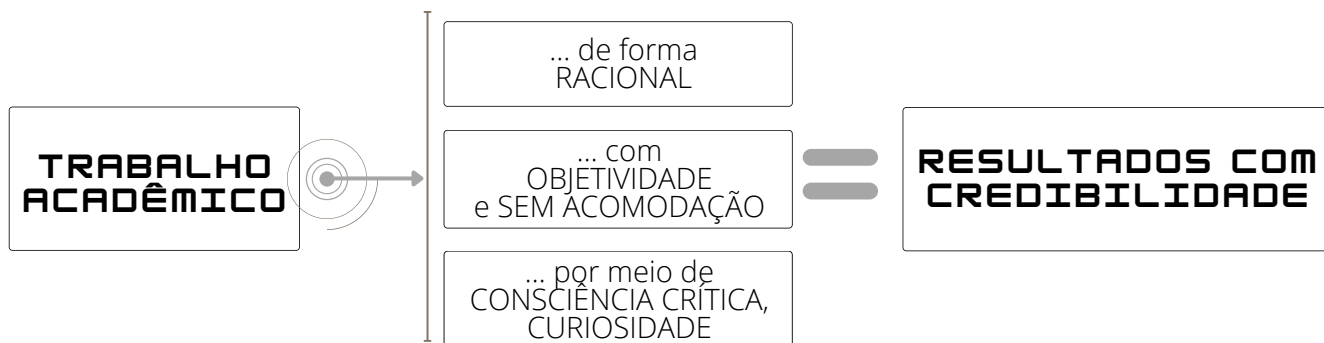 TRABALHO
ACADÊMICO
... de forma
RACIONAL
... com
OBJETIVIDADE
e SEM ACOMODAÇÃO
... por meio de
CONSCIÊNCIA CRÍTICA,
CURIOSIDADE
RESULTADOS COM
CREDIBILIDADE